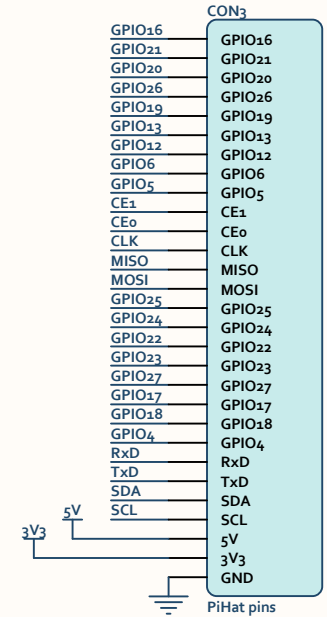 CON3
GPIO16 GPIO16
GPIO21 GPIO21
GPIO20 GPIO20
GPIO26 GPIO26
GPIO19 GPIO19
GPIO13 GPIO13
GPIO12 GPIO12
GPIO6 GPIO6
GPIO5 GPIO5
CE1 CE1
CE0 CE0
CLK CLK
MISO MISO
MOSI MOSI
GPIO25 GPIO25
GPIO24 GPIO24
GPIO22 GPIO22
GPIO23 GPIO23
GPIO27 GPIO27
GPIO17 GPIO17
GPIO18 GPIO18
GPIO4 GPIO4
RxD RxD
TxD TxD
SDA SDA
SCL SCL
5V 5V
3V3 3V3
GND
PiHat pins